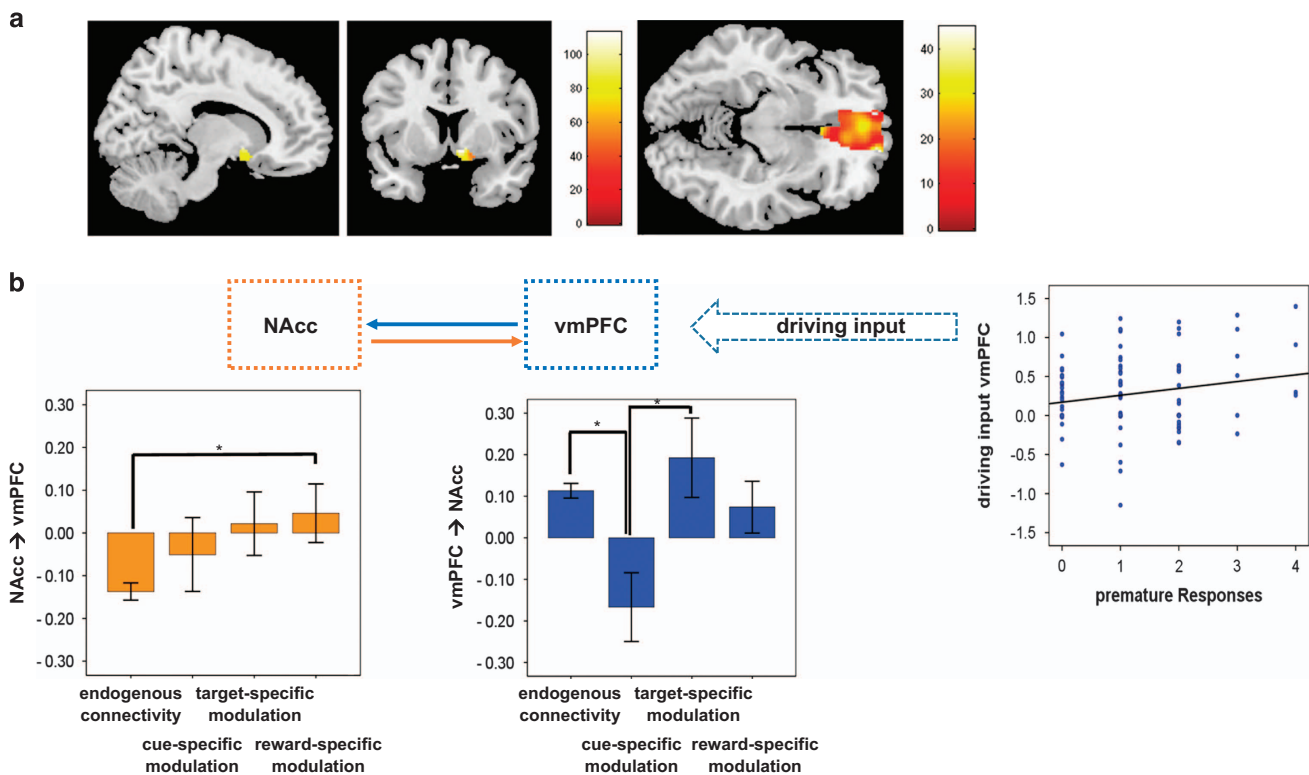 a
100
80
60
40
20
0
40
30
20
10
0
b
NAcc
vmPFC
driving input
NAcc → vmPFC
0.30
0.20
0.10
0.00
- 0.10
- 0.20
- 0.30
*
endogenous
connectivity
target-specific
modulation
cue-specific
modulation
reward-specific
modulation
vmPFC → NAcc
0.30
0.20
0.10
0.00
- 0.10
- 0.20
- 0.30
*
*
endogenous
connectivity
target-specific
modulation
cue-specific
modulation
reward-specific
modulation
driving input vmPFC
1.5
1.0
0.5
0.0
-0.5
-1.0
-1.5
0 1 2 3 4
premature Responses